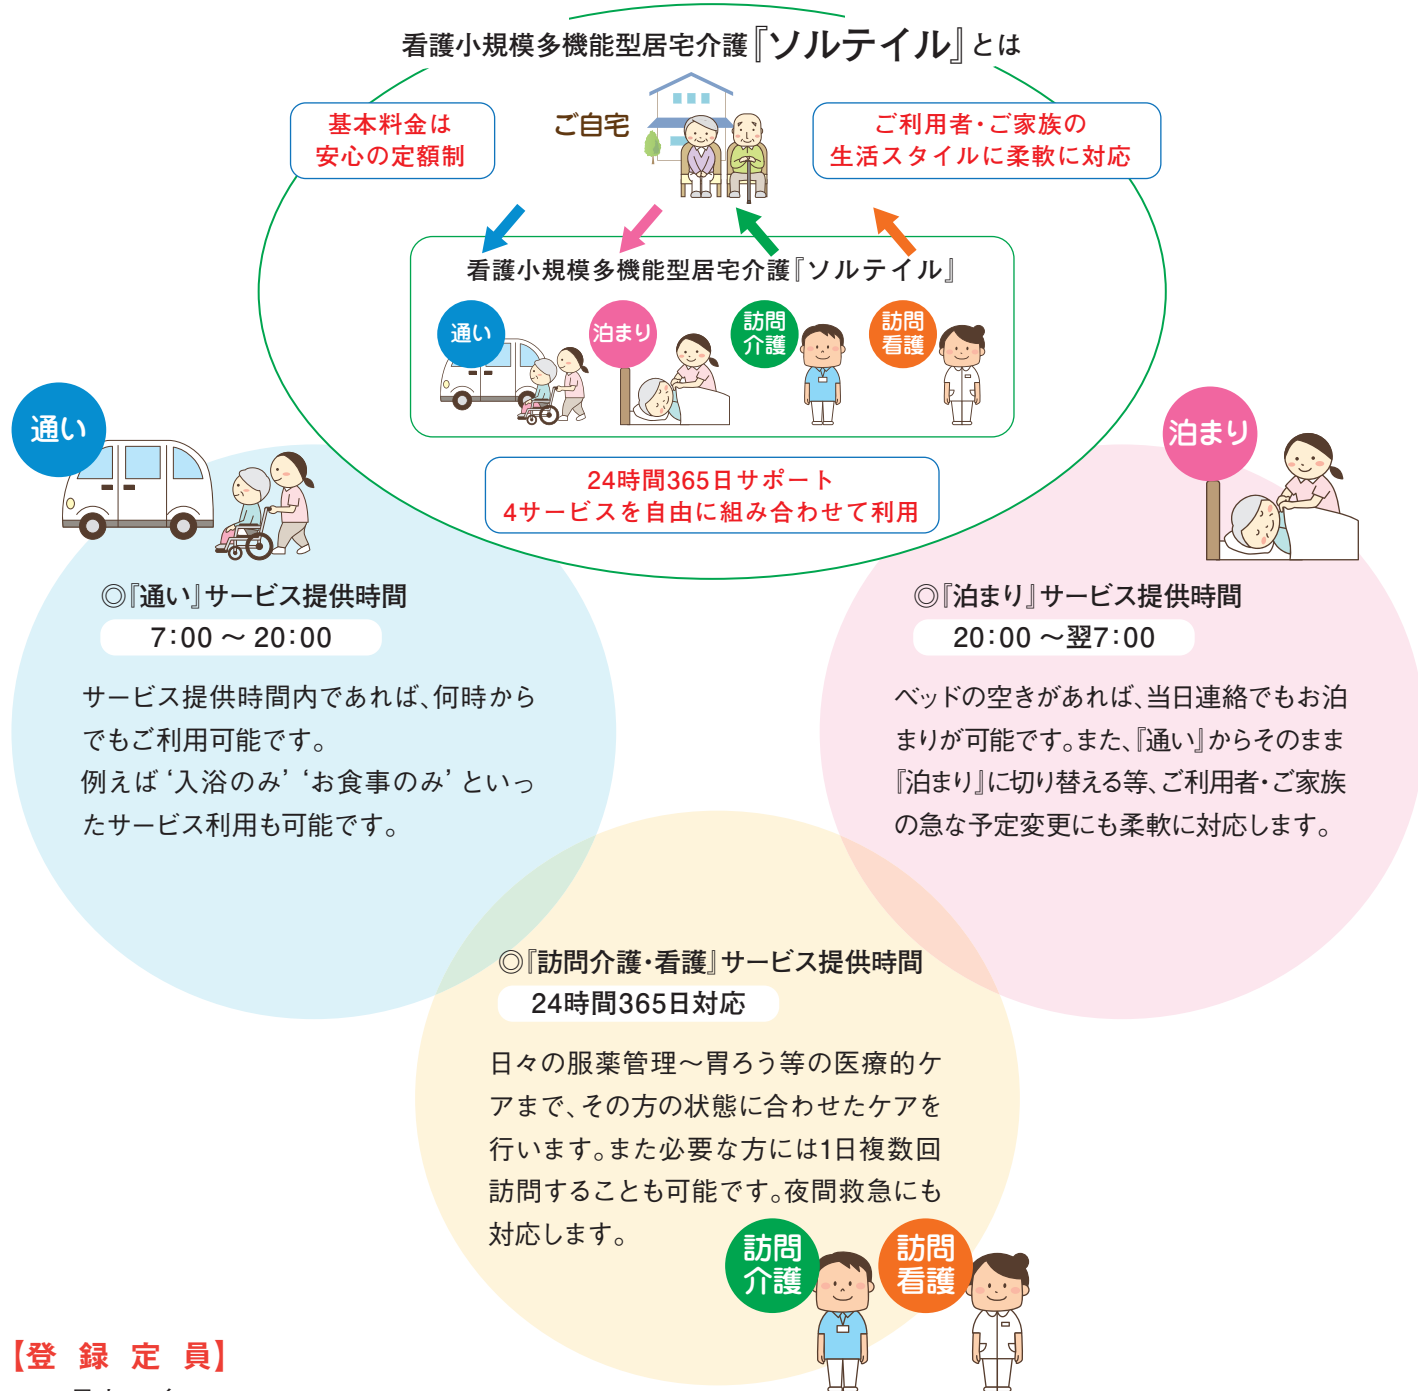 看護小規模多機能型居宅介護『ソルテイル』とは
基本料金は
安心の定額制
ご自宅
ご利用者・ご家族の
生活スタイルに柔軟に対応
看護小規模多機能型居宅介護『ソルテイル』
通い
泊まり
訪問
介護
訪問
看護
24時間365日サポート
4サービスを自由に組み合わせて利用
通い
◎『通い』サービス提供時間
7:00 ～ 20:00
サービス提供時間内であれば、何時から
でもご利用可能です。
例えば‘入浴のみ’‘お食事のみ’といっ
たサービス利用も可能です。
泊まり
◎『泊まり』サービス提供時間
20:00 ～翌7:00
ベッドの空きがあれば、当日連絡でもお泊
まりが可能です。また、『通い』からそのまま
『泊まり』に切り替える等、ご利用者・ご家族
の急な予定変更にも柔軟に対応します。
◎『訪問介護・看護』サービス提供時間
24時間365日対応
日々の服薬管理～胃ろう等の医療的ケ
アまで、その方の状態に合わせたケアを
行います。また必要な方には1日複数回
訪問することも可能です。夜間救急にも
対応します。
訪問
介護
訪問
看護
【登 録 定 員】